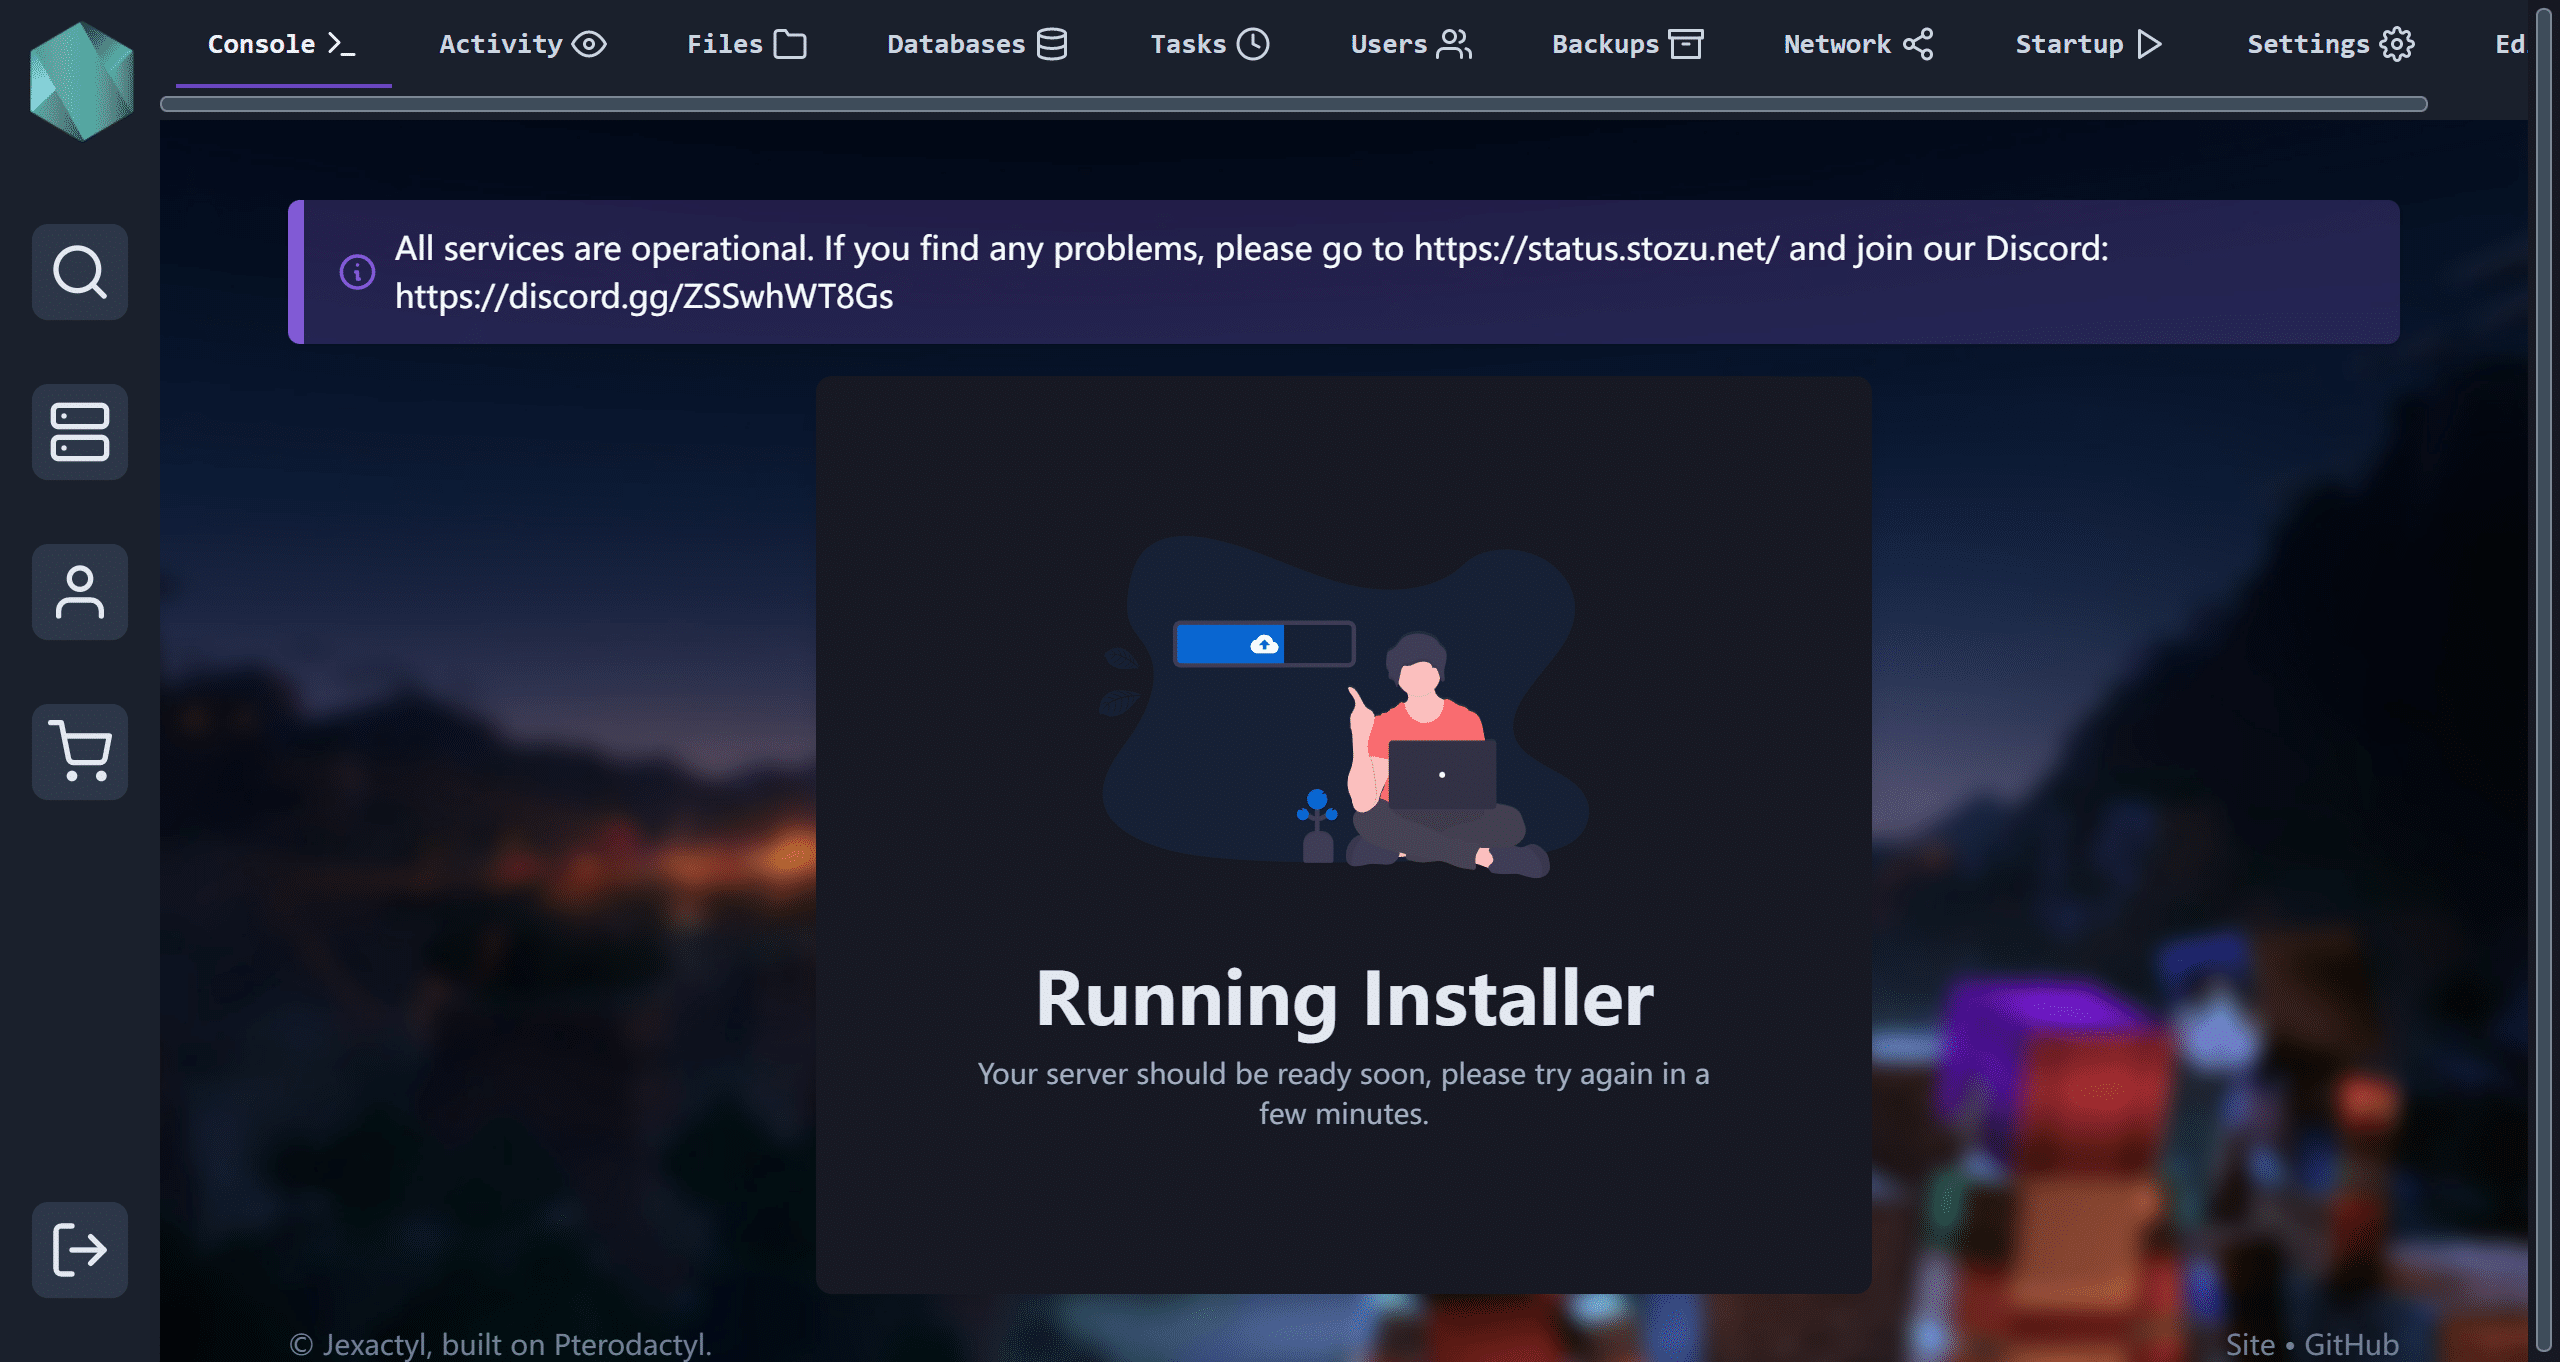 Console
Activity
Files
Databases
Tasks
Users
Backups
Network
Startup
Settings
Ed
All services are operational. If you find any problems, please go to https://status.stozu.net/ and join our Discord:
https://discord.gg/ZSSwhWT8Gs
Running Installer
Your server should be ready soon, please try again in a
few minutes.
© Jexactyl, built on Pterodactyl.
Site • GitHub